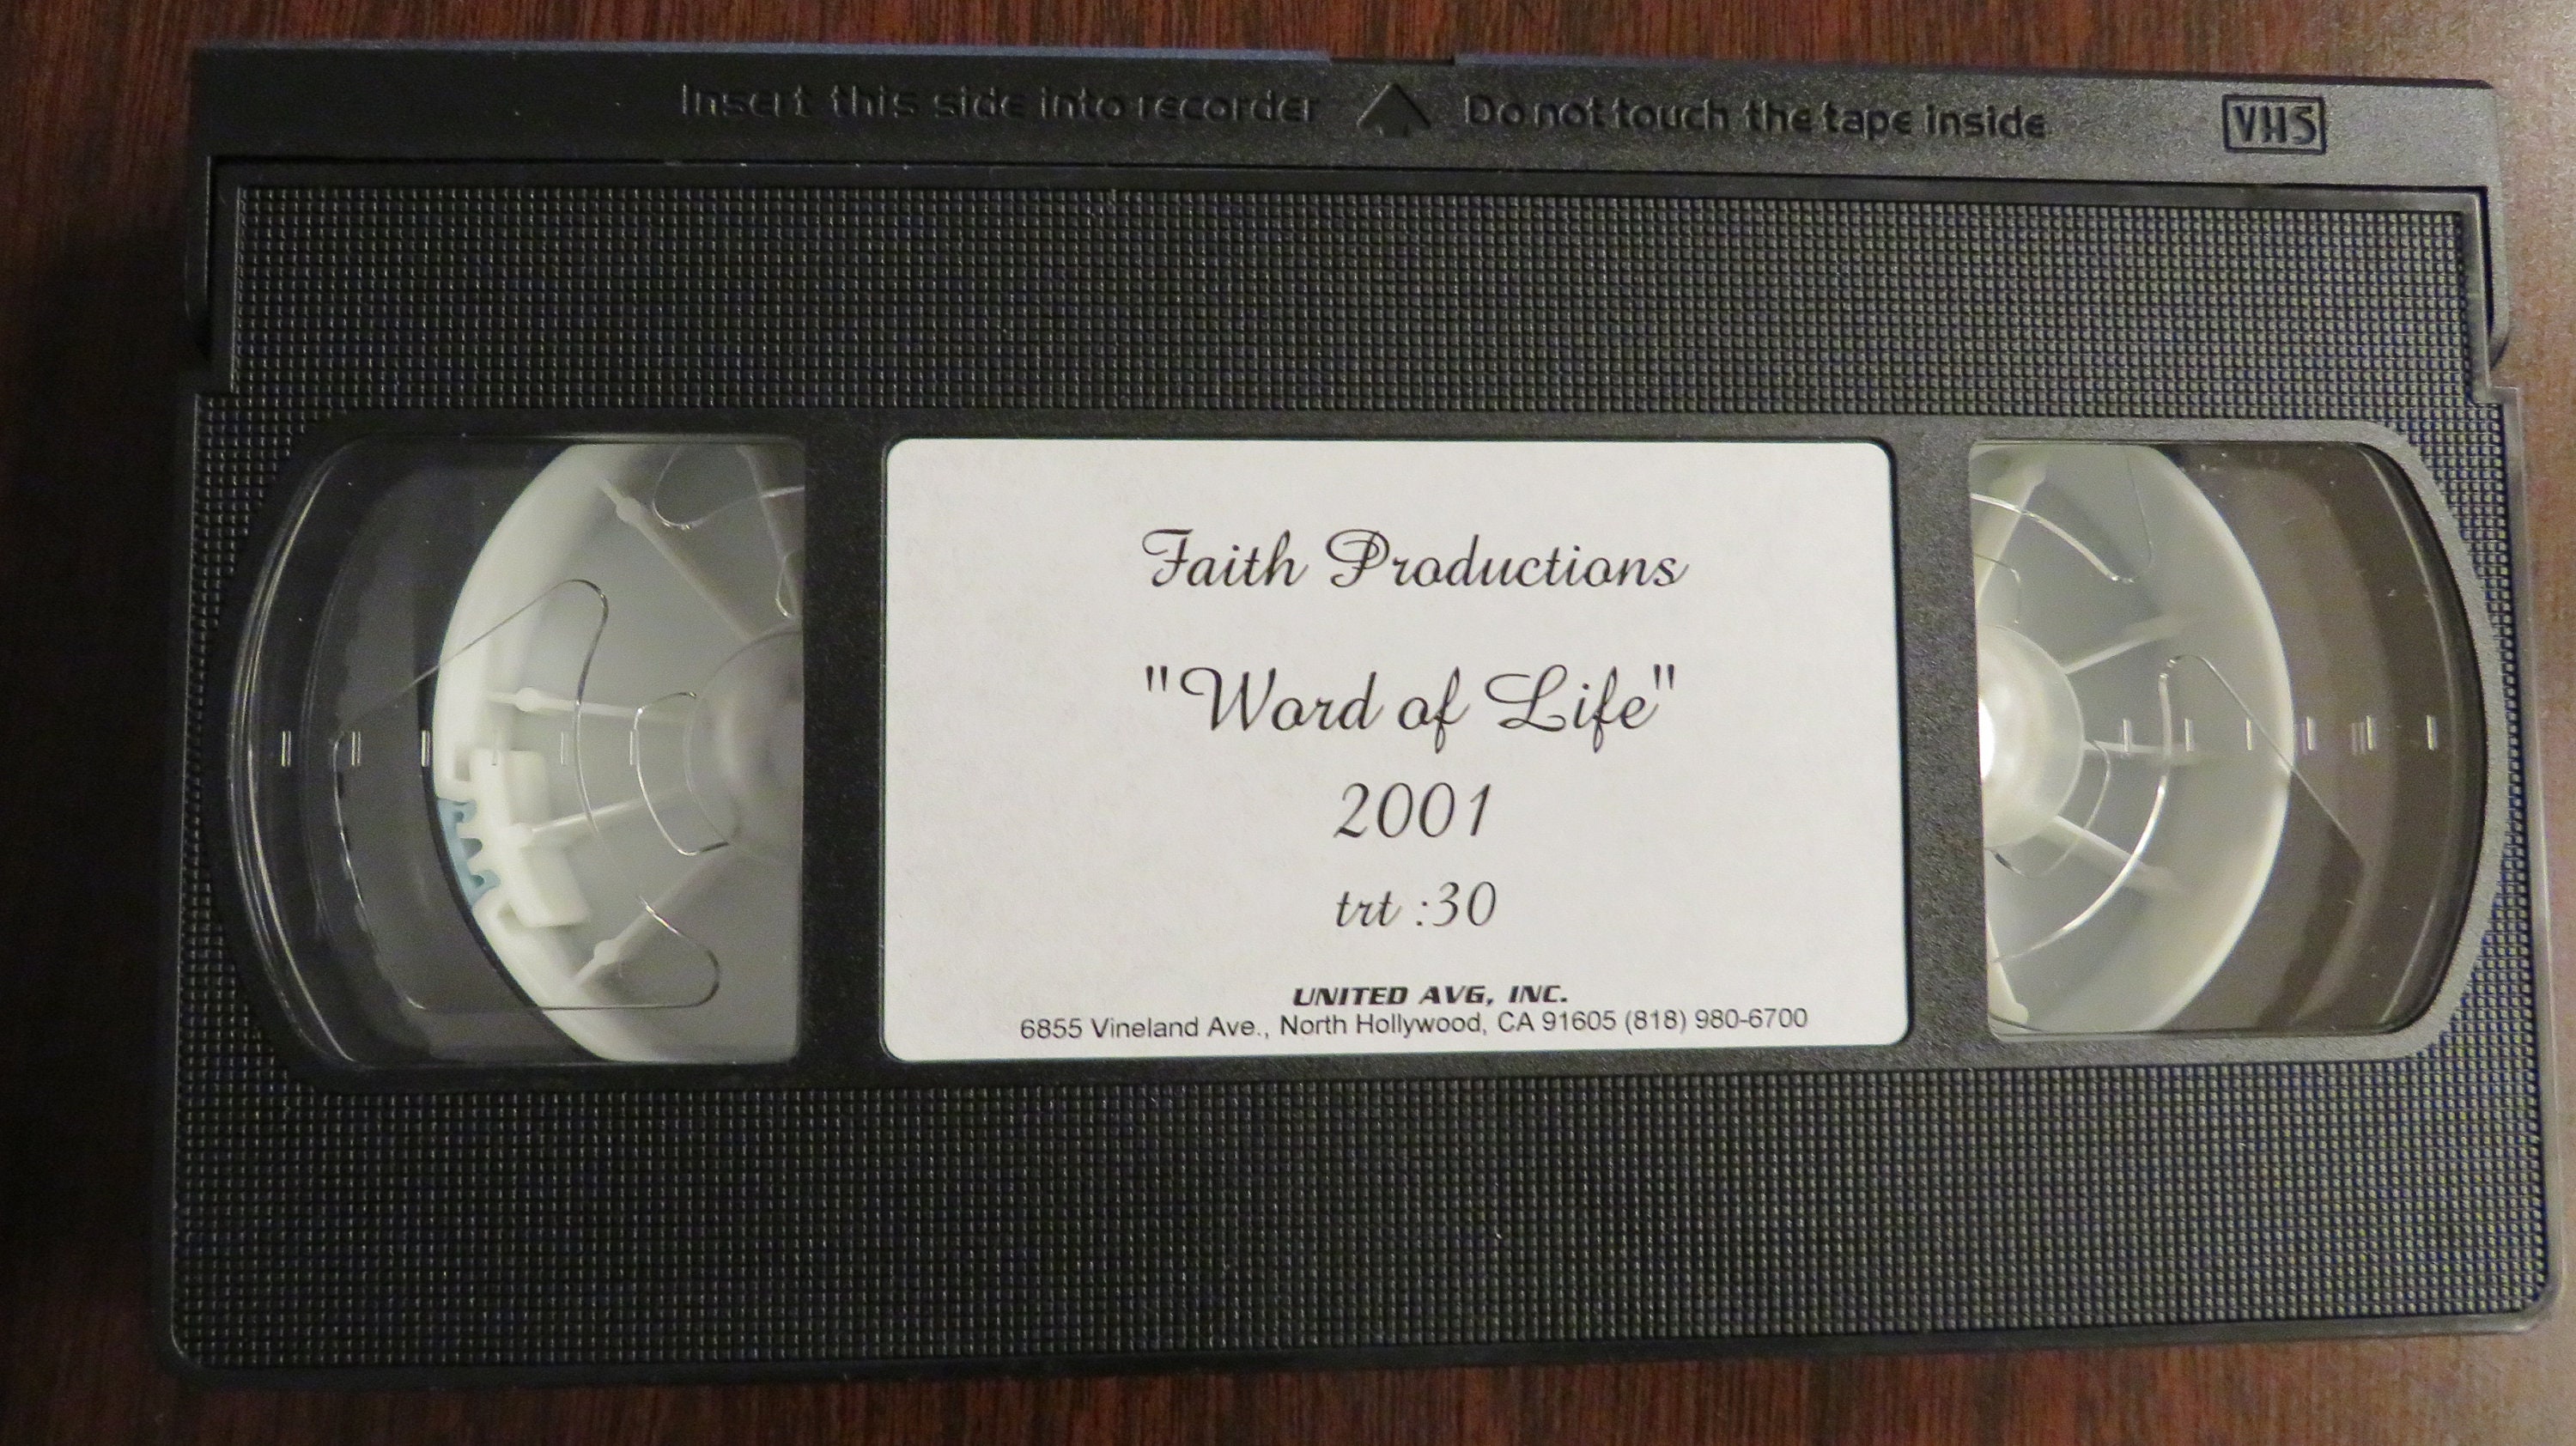 Insert this side into recorder Do not touch the tape inside VHS
Faith Productions
"Word of Life"
2001
trt :30
UNITED AVG, INC.
6855 Vineland Ave., North Hollywood, CA 91605 (818) 980-6700